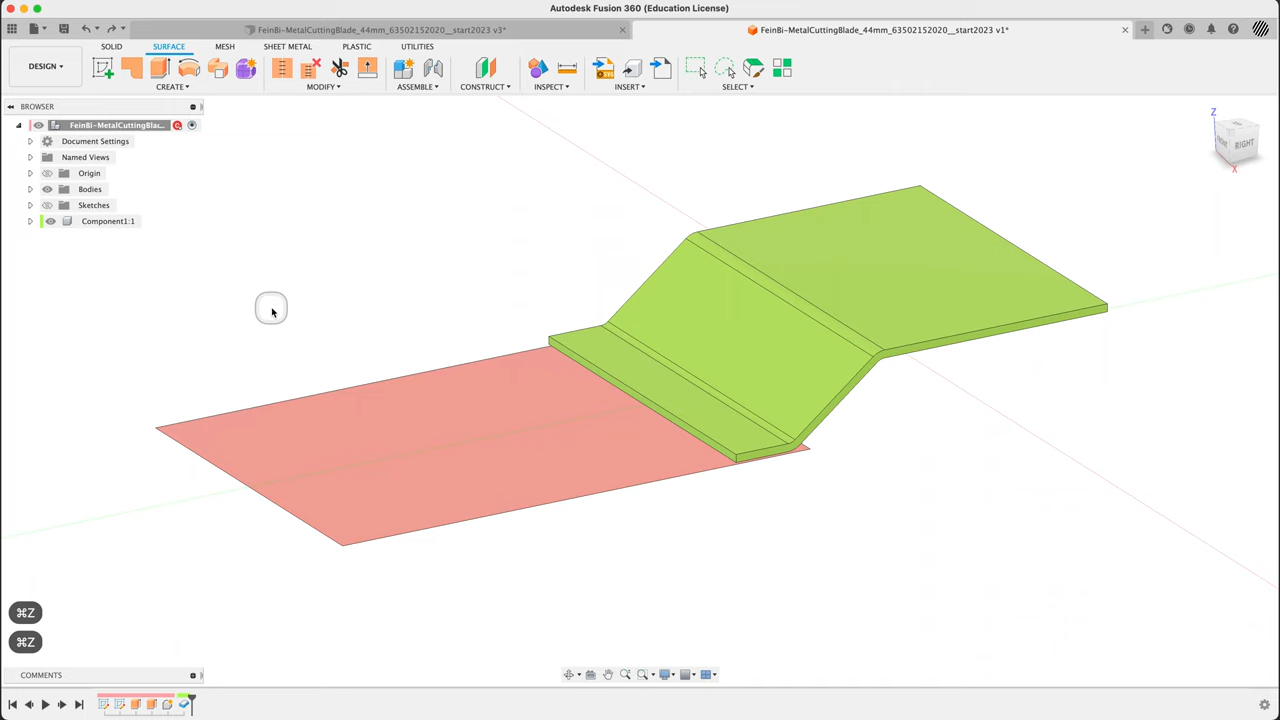 Autodesk Fusion 360 (Education License)
FeinBi-MetalCuttingBlade_44mm_63502152020__start2023 v3*
FeinBi-MetalCuttingBlade_44mm_63502152020__start2023 v1*
SOLID SURFACE MESH SHEET METAL PLASTIC UTILITIES
DESIGN
CREATE MODIFY ASSEMBLE CONSTRUCT INSPECT INSERT SELECT
BROWSER
FeinBi-MetalCuttingBlac...
Document Settings
Named Views
Origin
Bodies
Sketches
Component1:1
Z
RIGHT
X
⌘Z
⌘Z
COMMENTS